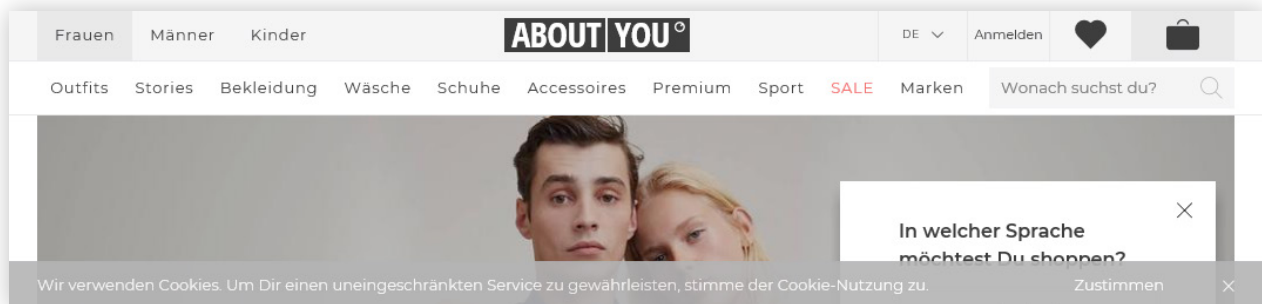 Frauen Männer Kinder ABOUT YOU° DE Anmelden
Outfits Stories Bekleidung Wäsche Schuhe Accessoires Premium Sport SALE Marken Wonach suchst du?
In welcher Sprache
möchtest Du shoppen?
Wir verwenden Cookies. Um Dir einen uneingeschränkten Service zu gewährleisten, stimme der Cookie-Nutzung zu. Zustimmen